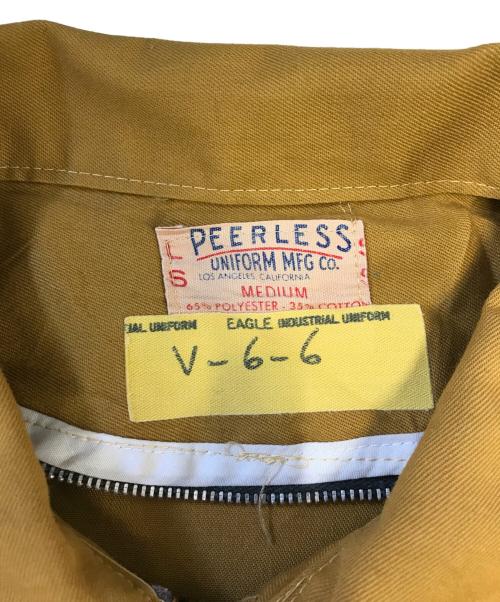 L PEERLESS S
UNIFORM MFG CO.
S LOS ANGELES, CALIFORNIA
MEDIUM
65% POLYESTER - 35% COTTON
IAL UNIFORM EAGLE INDUSTRIAL UNIFORM
V-6-6